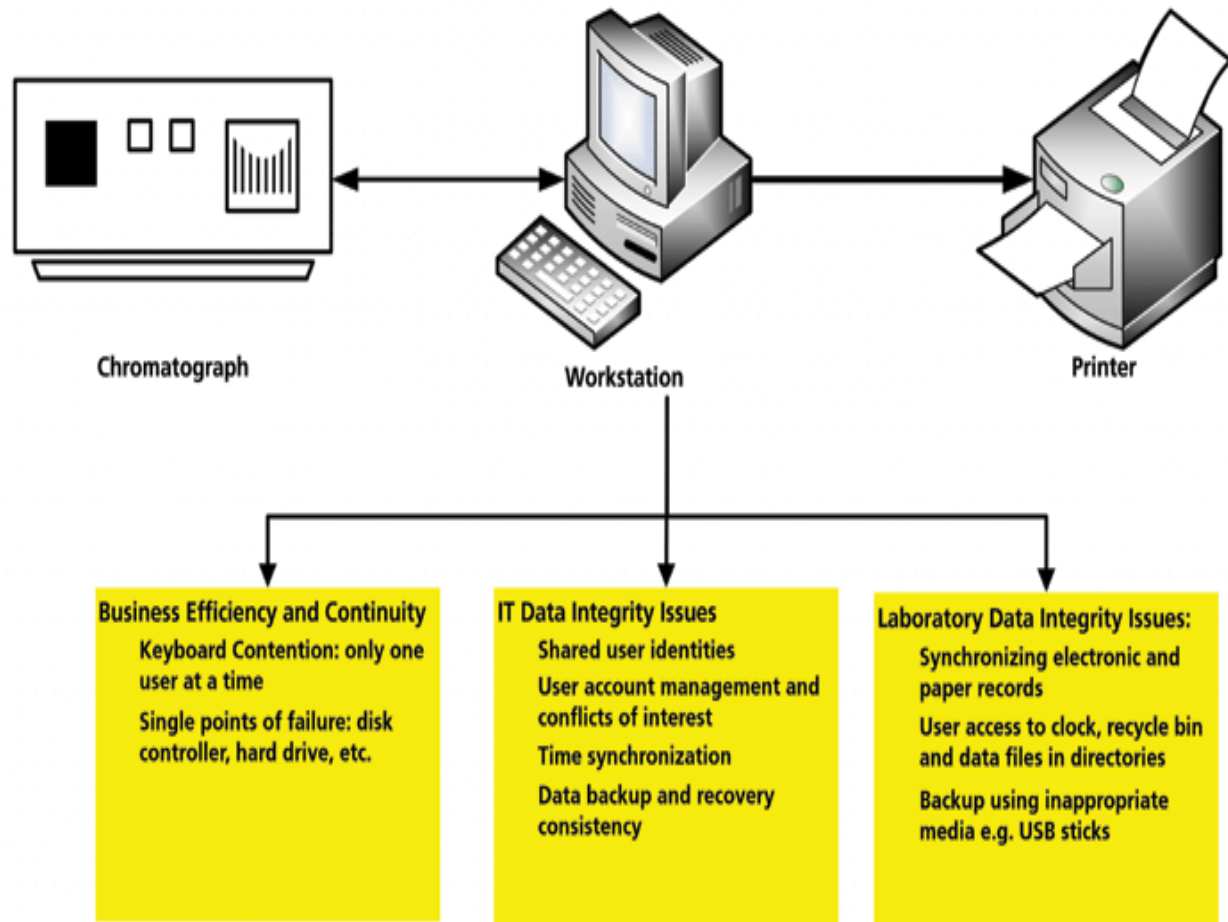 Chromatograph
Workstation
Printer
Business Efficiency and Continuity
Keyboard Contention: only one
user at a time
Single points of failure: disk
controller, hard drive, etc.
IT Data Integrity Issues
Shared user identities
User account management and
conflicts of interest
Time synchronization
Data backup and recovery
consistency
Laboratory Data Integrity Issues:
Synchronizing electronic and
paper records
User access to clock, recycle bin
and data files in directories
Backup using inappropriate
media e.g. USB sticks